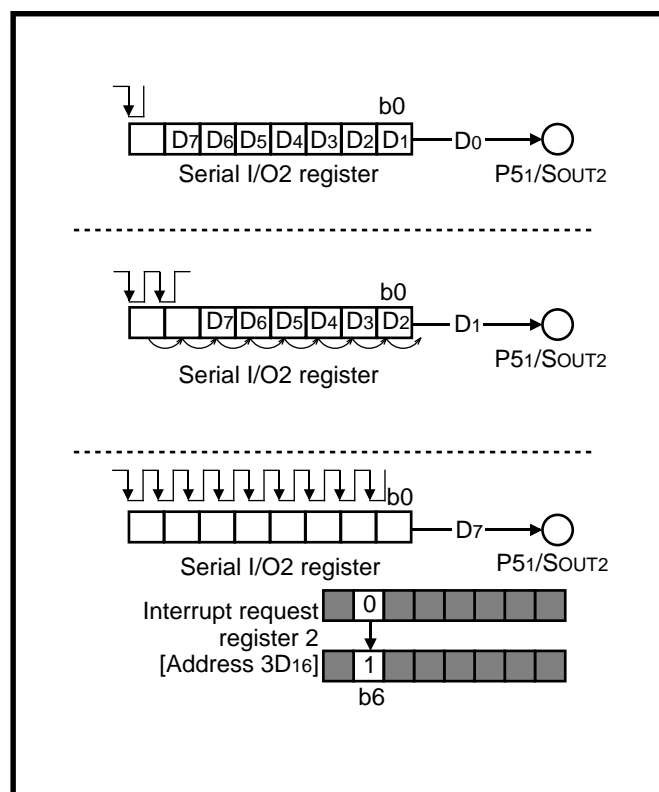 b0
D7 D6 D5 D4 D3 D2 D1 D0
Serial I/O2 register P51/SOUT2
b0
D7 D6 D5 D4 D3 D2 D1
Serial I/O2 register P51/SOUT2
b0
D7
Serial I/O2 register P51/SOUT2
Interrupt request
register 2
[Address 3D16]
0
1
b6